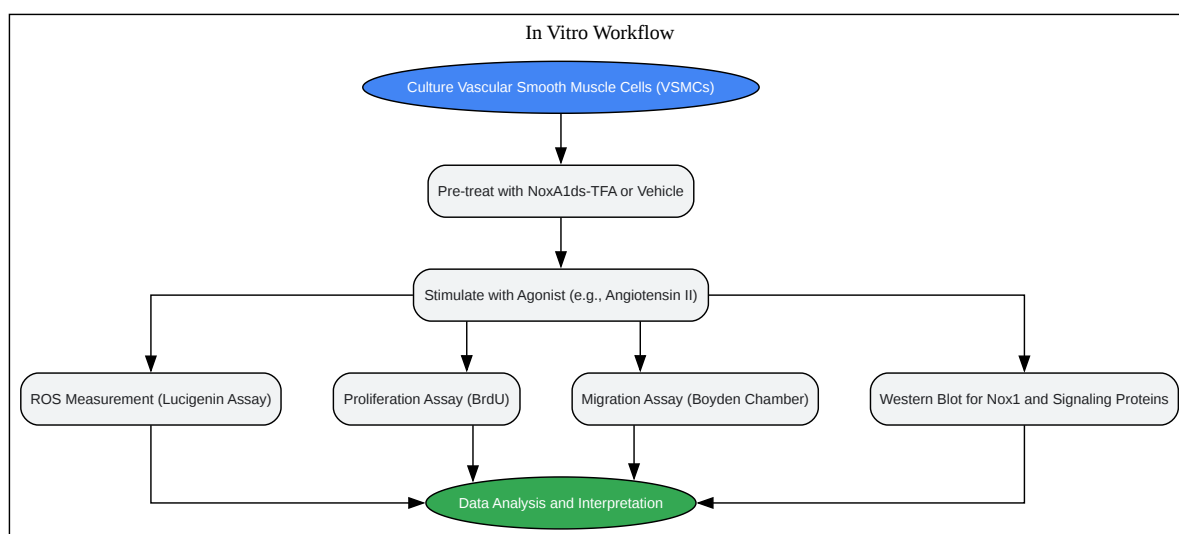 In Vitro Workflow
Culture Vascular Smooth Muscle Cells (VSMCs)
Pre-treat with NoxA1ds-TFA or Vehicle
Stimulate with Agonist (e.g., Angiotensin II)
ROS Measurement (Lucigenin Assay)
Proliferation Assay (BrdU)
Migration Assay (Boyden Chamber)
Western Blot for Nox1 and Signaling Proteins
Data Analysis and Interpretation